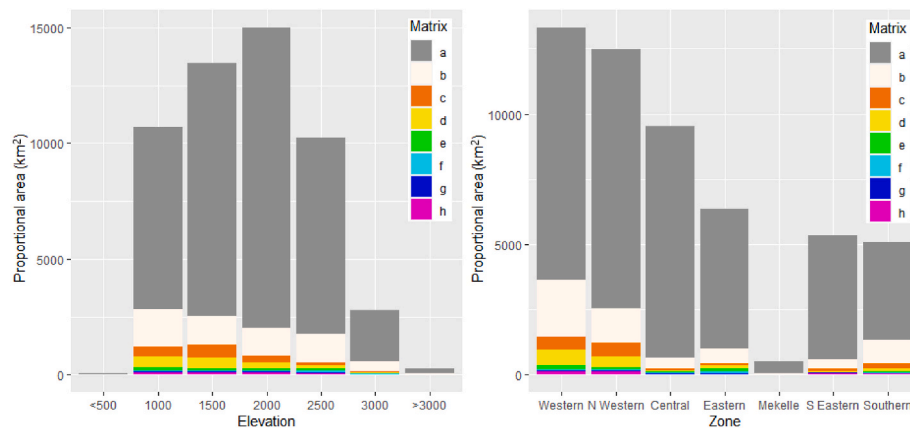 Proportional area (km²)
15000
10000
5000
0
<500 1000 1500 2000 2500 3000 >3000
Elevation
Matrix
a
b
c
d
e
f
g
h
Proportional area (km²)
10000
5000
0
Western N Western Central Eastern Mekelle S Eastern Southern
Zone
Matrix
a
b
c
d
e
f
g
h